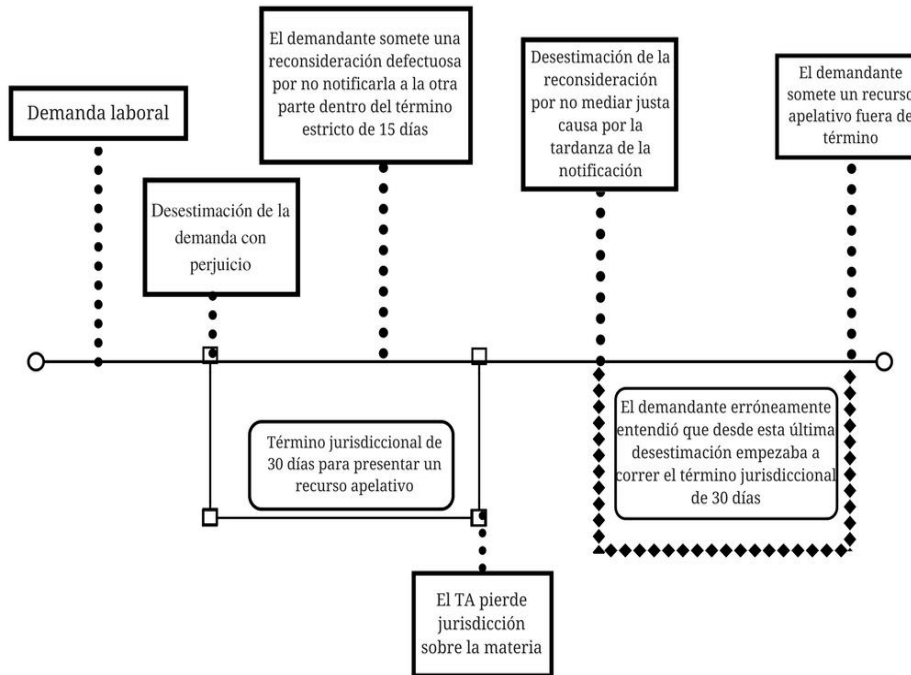 Demanda laboral
Desestimación de la
demanda con
perjuicio
El demandante somete una
reconsideración defectuosa
por no notificarla a la otra
parte dentro del término
estricto de 15 días
Desestimación de la
reconsideración
por no mediar justa
causa por la
tardanza de la
notificación
El demandante
somete un recurso
apelativo fuera de
término
Término jurisdiccional de
30 días para presentar un
recurso apelativo
El demandante erróneamente
entendió que desde esta última
desestimación empezaba a
correr el término jurisdiccional
de 30 días
El TA pierde
jurisdicción
sobre la materia